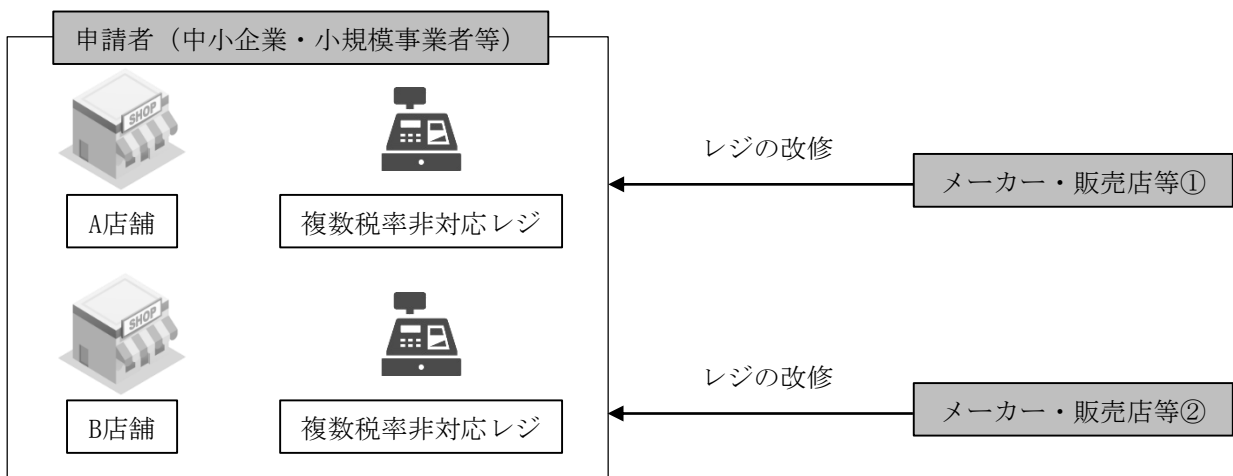 申請者（中小企業・小規模事業者等）
SHOP
レジの改修
メーカー・販売店等①
A店舗
複数税率非対応レジ
SHOP
レジの改修
メーカー・販売店等②
B店舗
複数税率非対応レジ